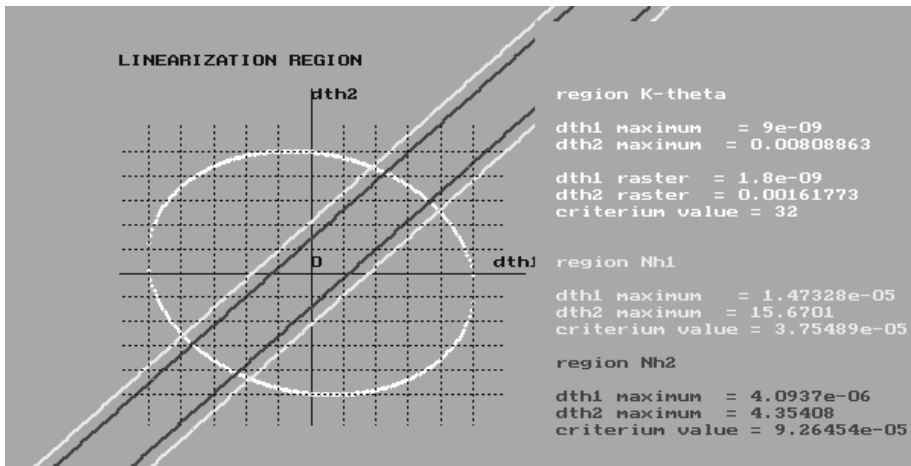 LINEARIZATION REGION
dth2
0
dth1
region K-theta
dth1 maximum = 9e-09
dth2 maximum = 0.00808863
dth1 raster = 1.8e-09
dth2 raster = 0.00161773
criterium value = 32
region Nh1
dth1 maximum = 1.47328e-05
dth2 maximum = 15.6701
criterium value = 3.75489e-05
region Nh2
dth1 maximum = 4.0937e-06
dth2 maximum = 4.35408
criterium value = 9.26454e-05